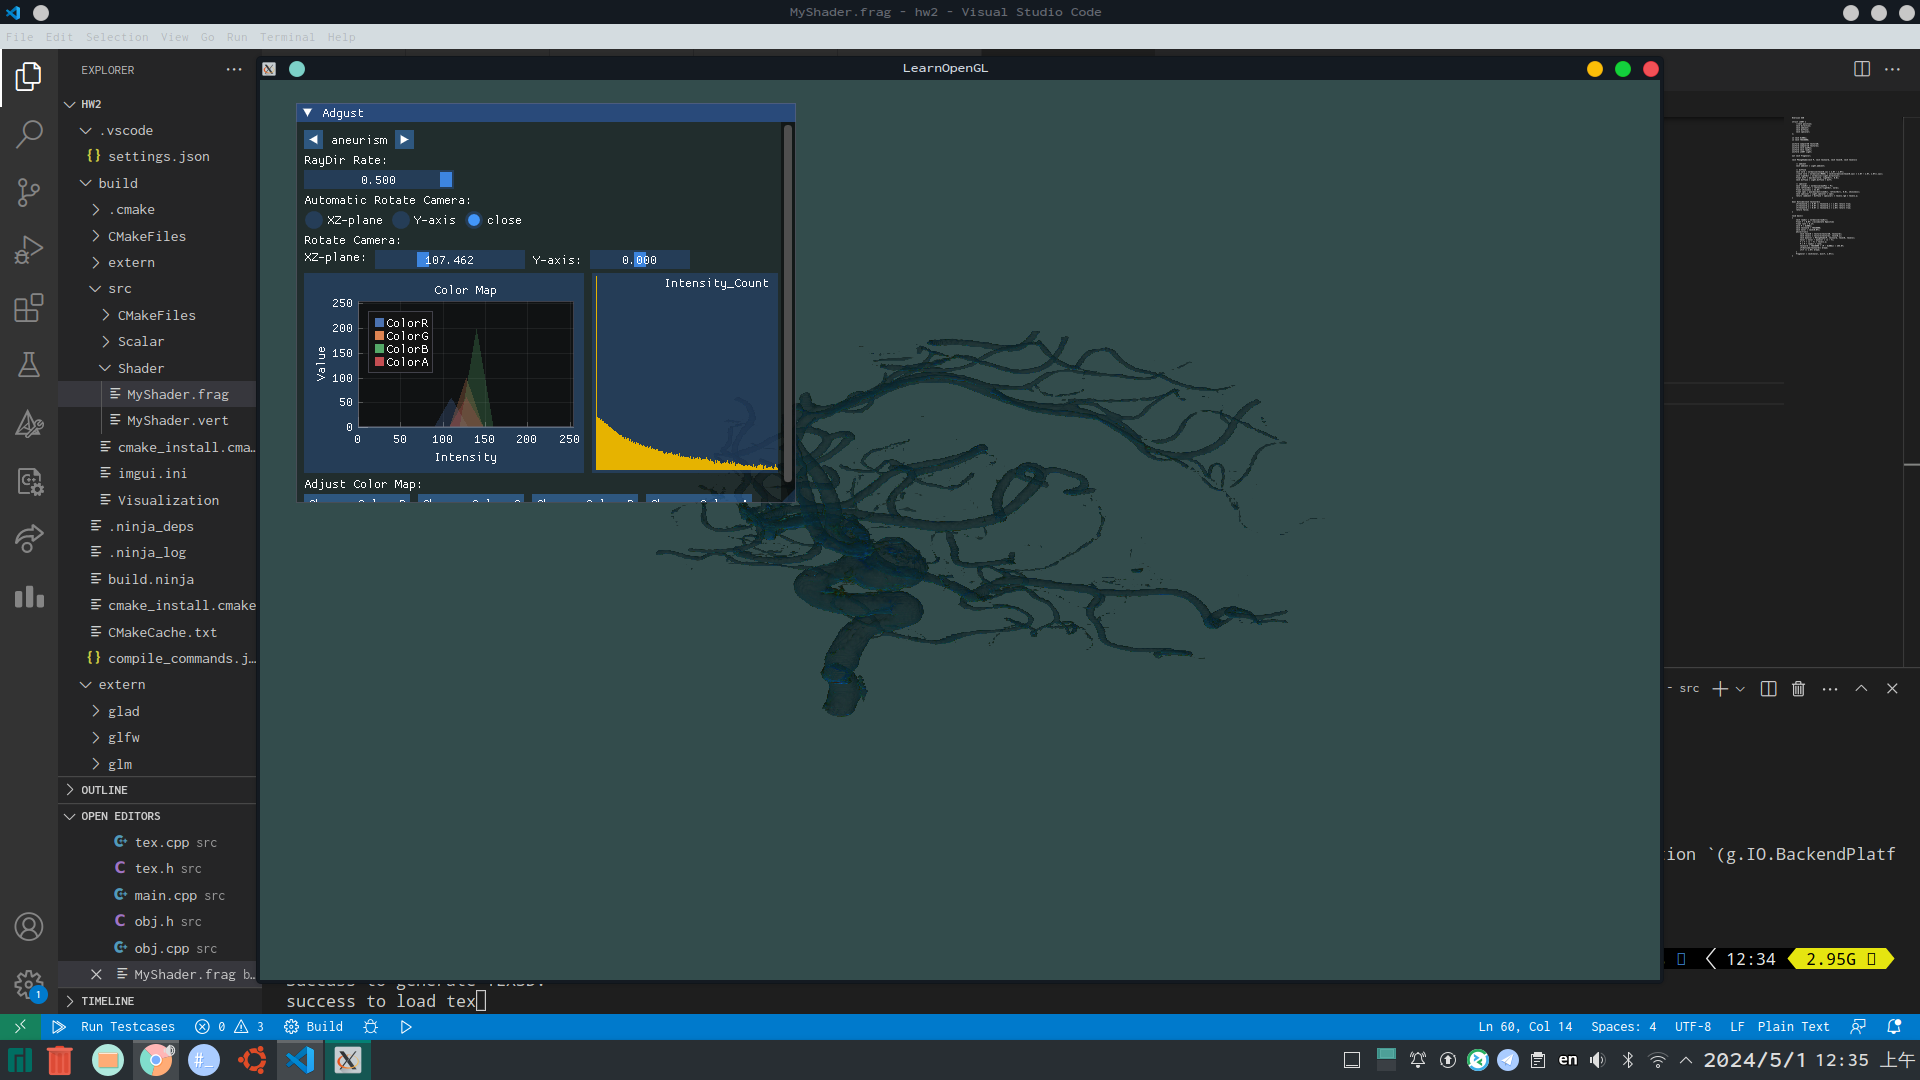 MyShader.frag - hw2 - Visual Studio Code
File Edit Selection View Go Run Terminal Help
EXPLORER
HW2
.vscode
settings.json
build
.cmake
CMakeFiles
extern
src
CMakeFiles
Scalar
Shader
MyShader.frag
MyShader.vert
cmake_install.cma…
imgui.ini
Visualization
.ninja_deps
.ninja_log
build.ninja
cmake_install.cmake
CMakeCache.txt
compile_commands.j…
extern
glad
glfw
glm
OUTLINE
OPEN EDITORS
tex.cpp src
tex.h src
main.cpp src
obj.h src
obj.cpp src
MyShader.frag b…
TIMELINE
LearnOpenGL
Adgust
aneurism
RayDir Rate:
0.500
Automatic Rotate Camera:
XZ-plane Y-axis close
Rotate Camera:
XZ-plane: 107.462 Y-axis: 0.000
Color Map
ColorR
ColorG
ColorB
ColorA
Value
250
200
150
100
50
0
0 50 100 150 200 250
Intensity
Intensity_Count
Adjust Color Map:
- src
ion `(g.IO.BackendPlatf
12:34 2.95G
success to load tex
Run Testcases 0 3 Build
Ln 60, Col 14 Spaces: 4 UTF-8 LF Plain Text
1
en 2024/5/1 12:35 上午